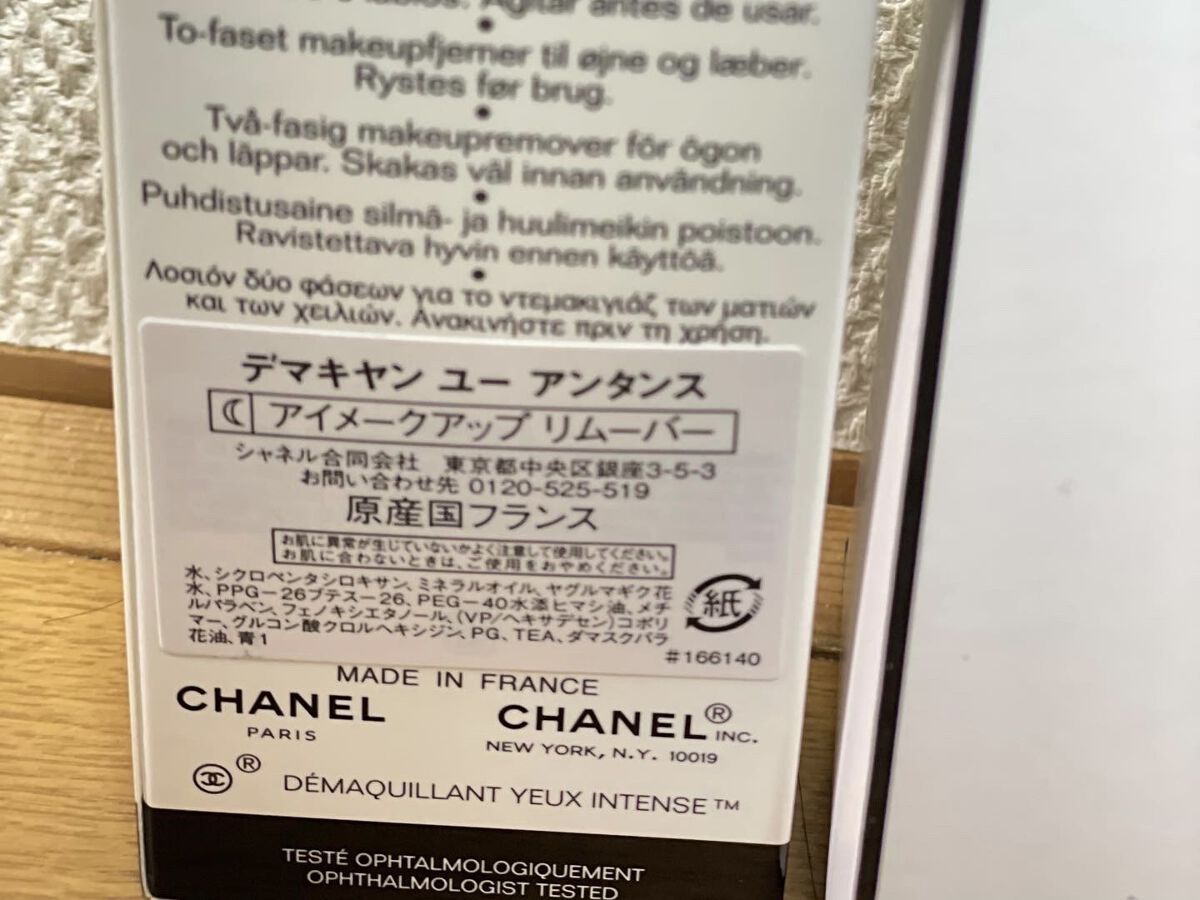 labios. Agitar antes de usar.
•
To-faset makeupfjerner til øjne og læber.
Rystes før brug.
•
Två-fasig makeupremover för ögon
och läppar. Skakas väl innan användning.
•
Puhdistusaine silmä- ja huulimeikin poistoon.
Ravistettava hyvin ennen käyttöä.
•
Λοσιόν δύο φάσεων για το ντεμακιγιάζ των ματιών
και των χειλιών. Ανακινήστε πριν τη χρήση.
デマキヤン ユー アンタンス
☾ アイメークアップ リムーバー
シャネル合同会社 東京都中央区銀座3-5-3
お問い合わせ先 0120-525-519
原産国フランス
お肌に異常が生じていないかよく注意して使用してください。
お肌に合わないときは、ご使用をおやめください。
水、シクロペンタシロキサン、ミネラルオイル、ヤグルマギク花
水、PPG-26ブテス-26、PEG-40水添ヒマシ油、メチ
ルパラベン、フェノキシエタノール、(VP/ヘキサデセン)コポリ
マー、グルコン酸クロルヘキシジン、PG、TEA、ダマスクバラ
花油、青1
紙
#166140
MADE IN FRANCE
CHANEL
PARIS
CHANEL® INC.
NEW YORK, N.Y. 10019
®
DÉMAQUILLANT YEUX INTENSE™
TESTÉ OPHTALMOLOGIQUEMENT
OPHTHALMOLOGIST TESTED